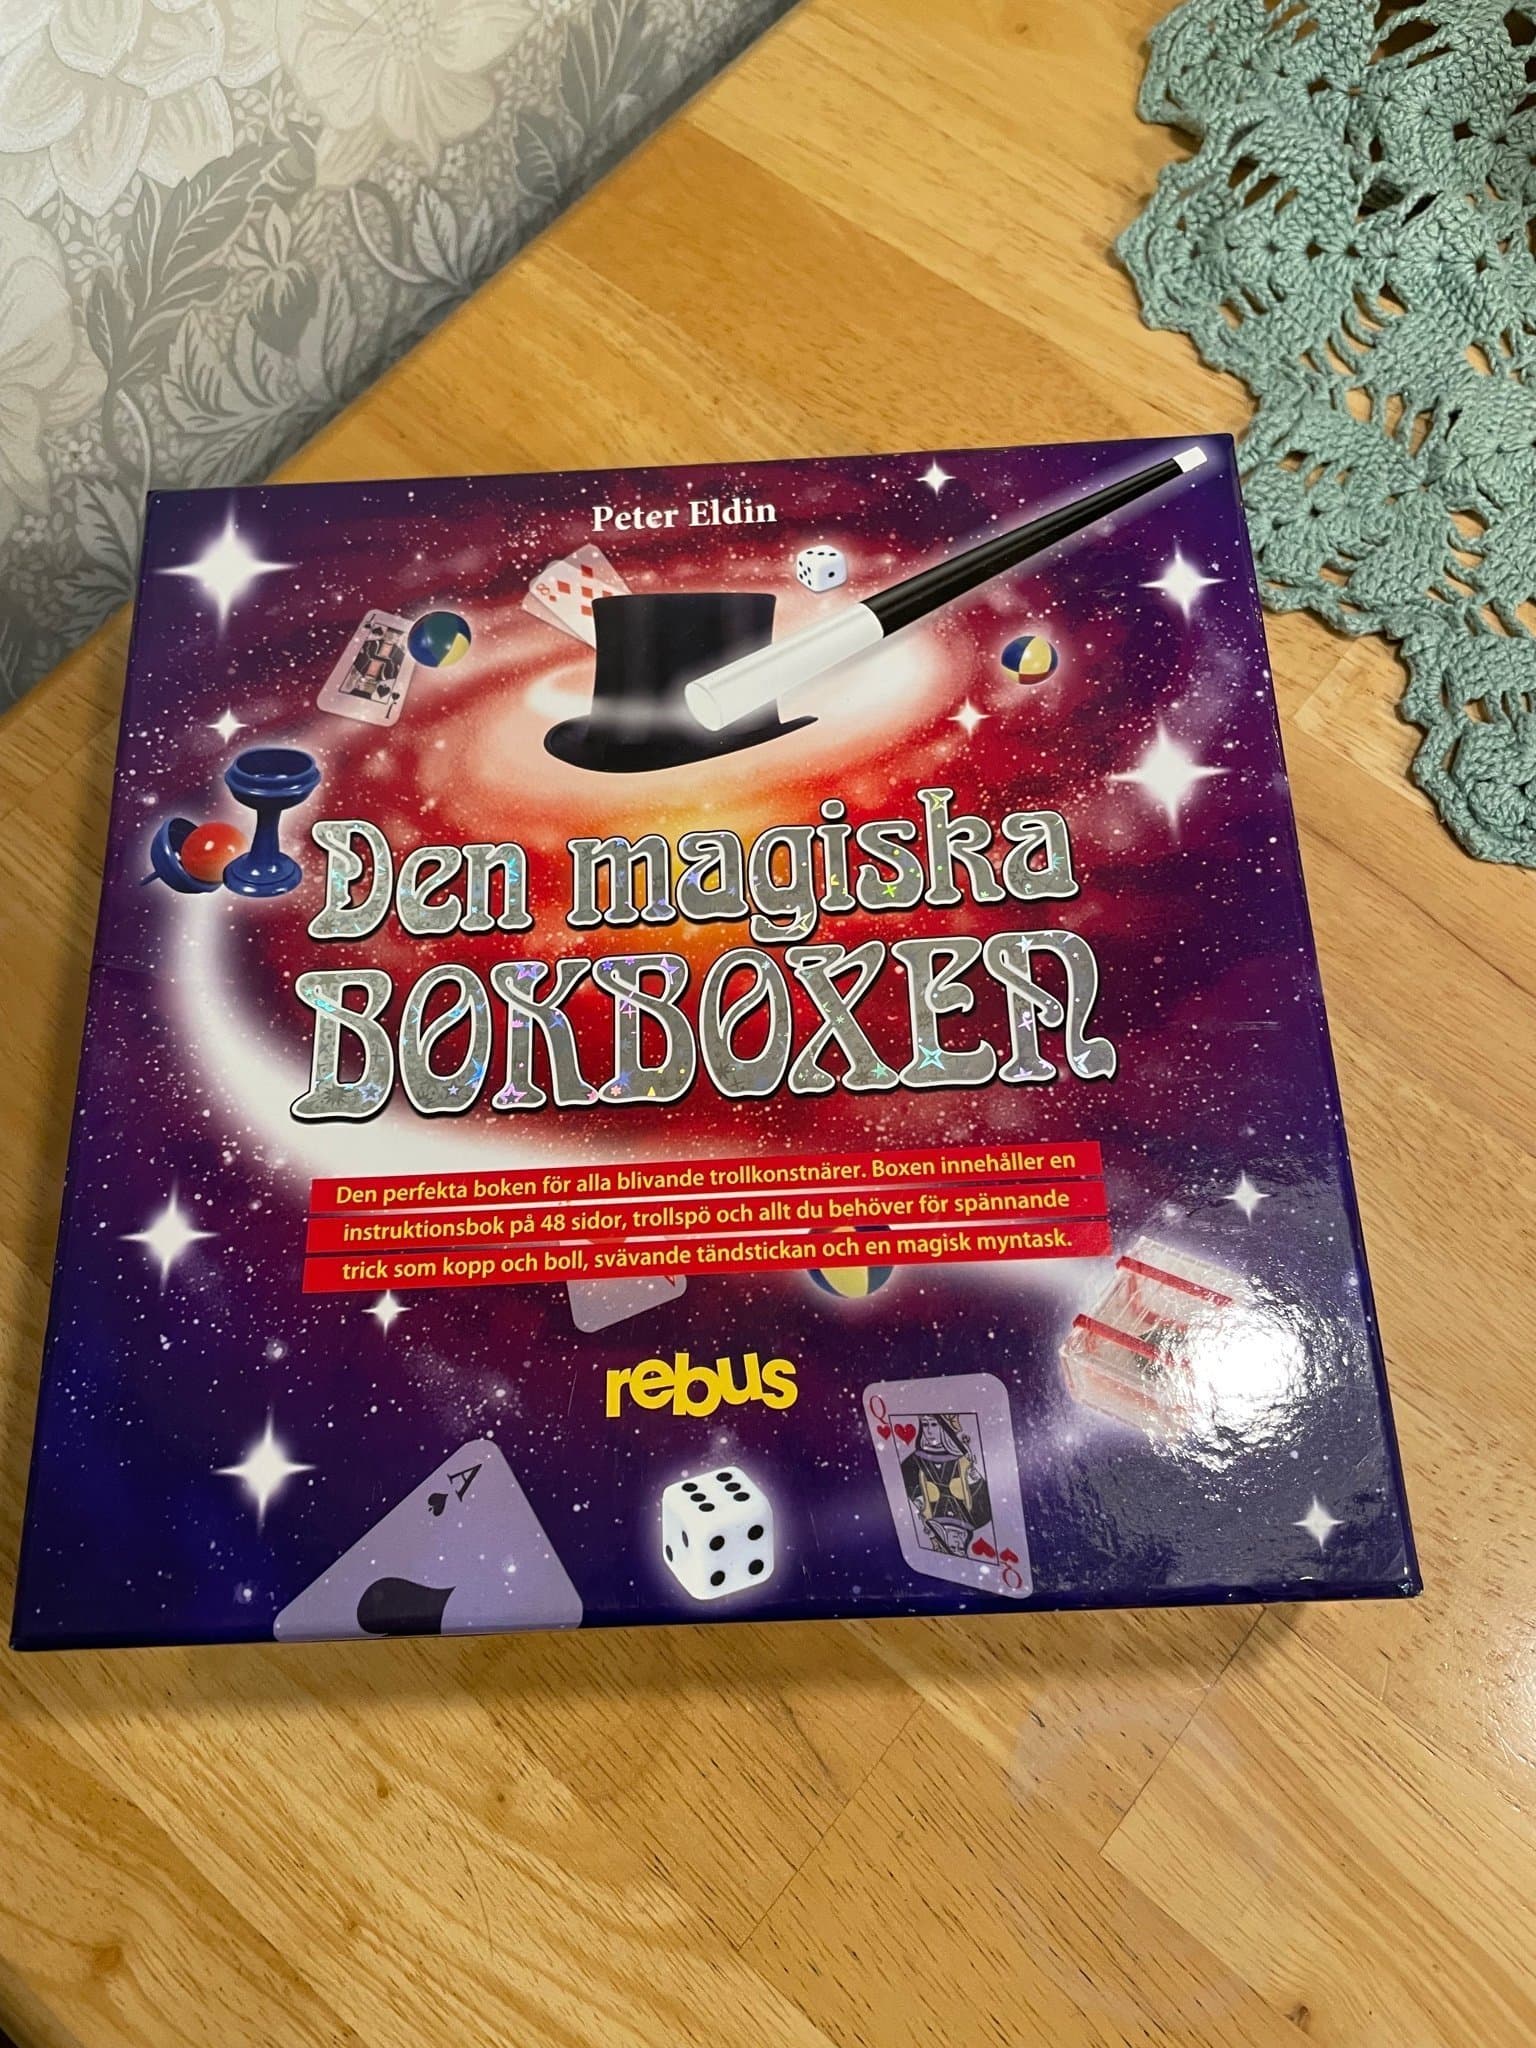 Peter Eldin
Den magiska
BOKBOXEN
Den perfekta boken för alla blivande trollkonstnärer. Boxen innehåller en
instruktionsbok på 48 sidor, trollspö och allt du behöver för spännande
trick som kopp och boll, svävande tändstickan och en magisk myntask.
rebus
A
Q
Q